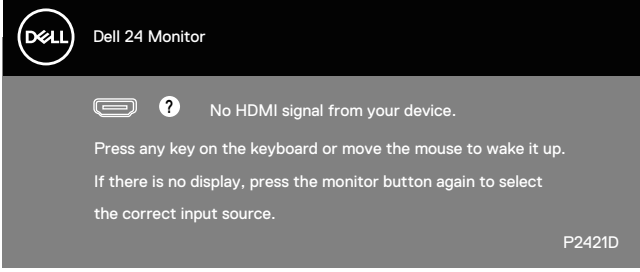 DELL
Dell 24 Monitor
? No HDMI signal from your device.
Press any key on the keyboard or move the mouse to wake it up.
If there is no display, press the monitor button again to select
the correct input source.
P2421D